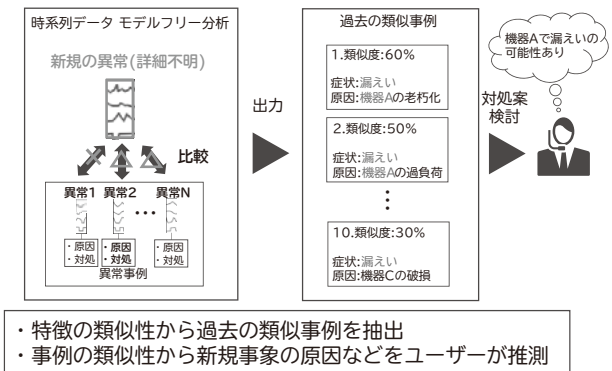 時系列データ モデルフリー分析
新規の異常(詳細不明)
比較
異常1 異常2 ・・・ 異常N
・原因
・対処
・原因
・対処
・原因
・対処
異常事例
出力
過去の類似事例
1.類似度:60%
症状:漏えい
原因:機器Aの老朽化
2.類似度:50%
症状:漏えい
原因:機器Aの過負荷
⋮
10.類似度:30%
症状:漏えい
原因:機器Cの破損
対処案
検討
機器Aで漏えいの
可能性あり
・特徴の類似性から過去の類似事例を抽出
・事例の類似性から新規事象の原因などをユーザーが推測